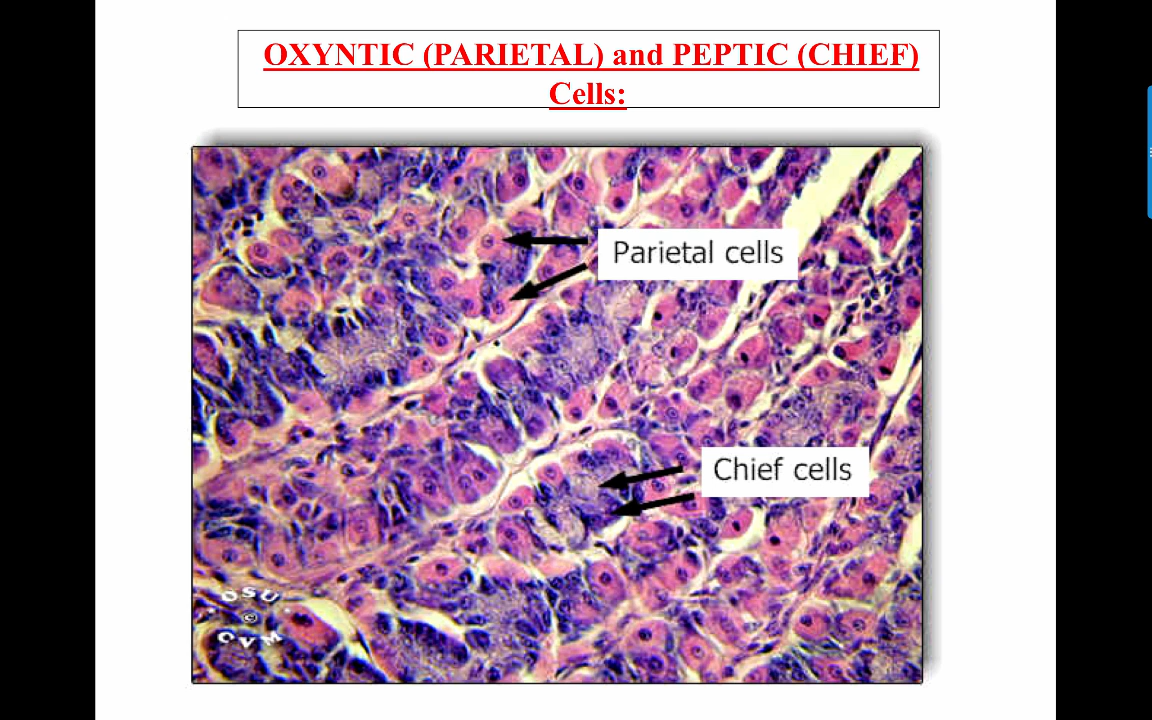 OXYNTIC (PARIETAL) and PEPTIC (CHIEF)
Cells:
Parietal cells
Chief cells
OSU
©
CVM